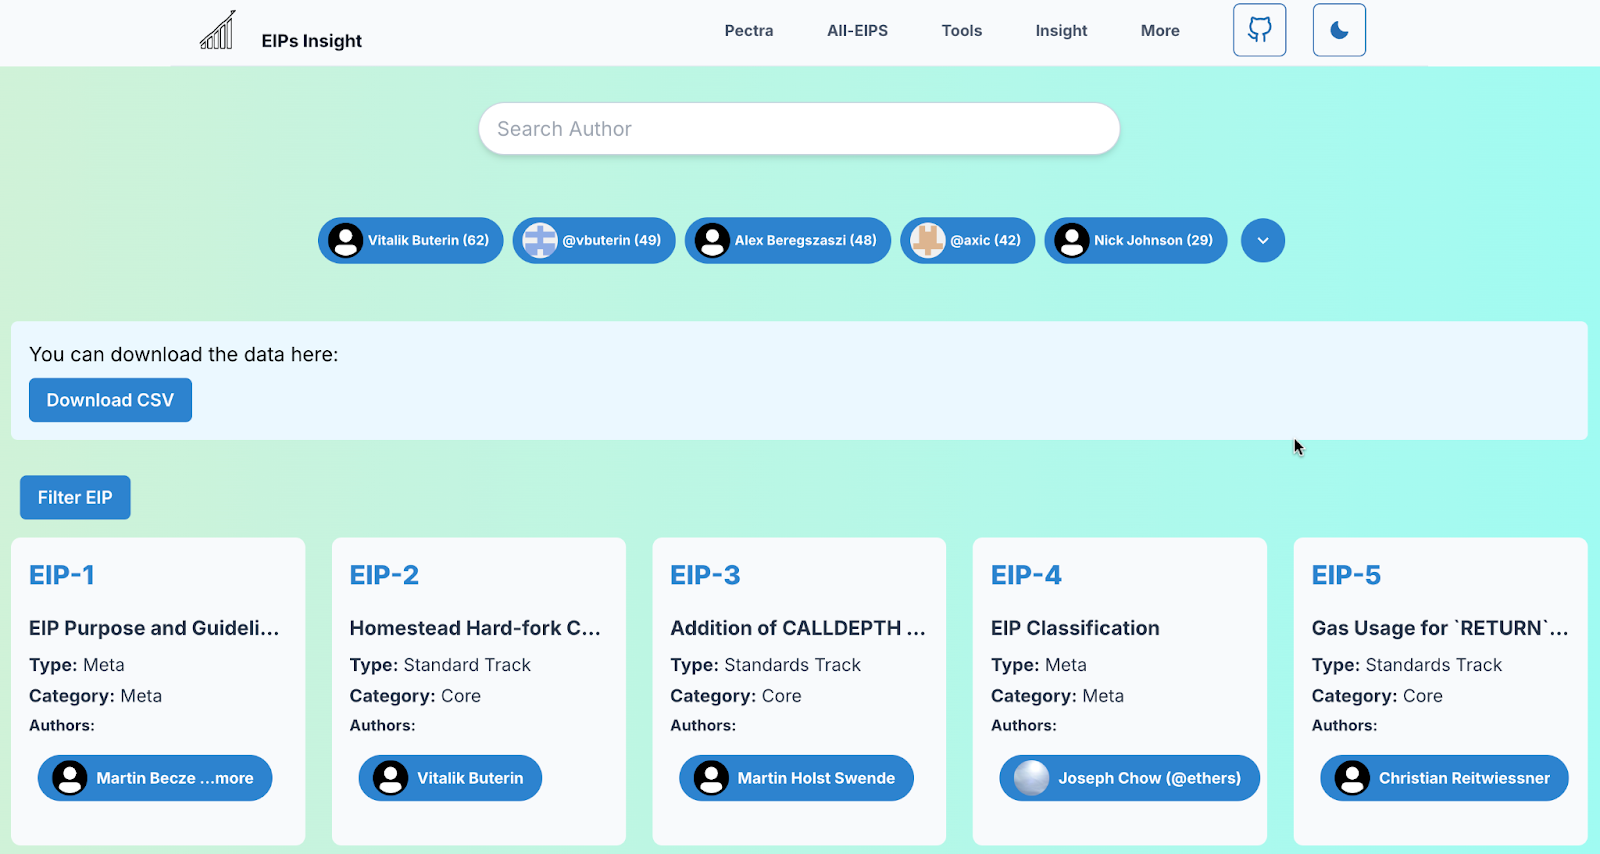 EIPs Insight
Pectra
All-EIPS
Tools
Insight
More
Search Author
Vitalik Buterin (62)
@vbuterin (49)
Alex Beregszaszi (48)
@axic (42)
Nick Johnson (29)
You can download the data here:
Download CSV
Filter EIP
EIP-1
EIP Purpose and Guideli...
Type: Meta
Category: Meta
Authors:
Martin Becze ...more
EIP-2
Homestead Hard-fork C...
Type: Standard Track
Category: Core
Authors:
Vitalik Buterin
EIP-3
Addition of CALLDEPTH ...
Type: Standards Track
Category: Core
Authors:
Martin Holst Swende
EIP-4
EIP Classification
Type: Meta
Category: Meta
Authors:
Joseph Chow (@ethers)
EIP-5
Gas Usage for `RETURN`...
Type: Standards Track
Category: Core
Authors:
Christian Reitwiessner